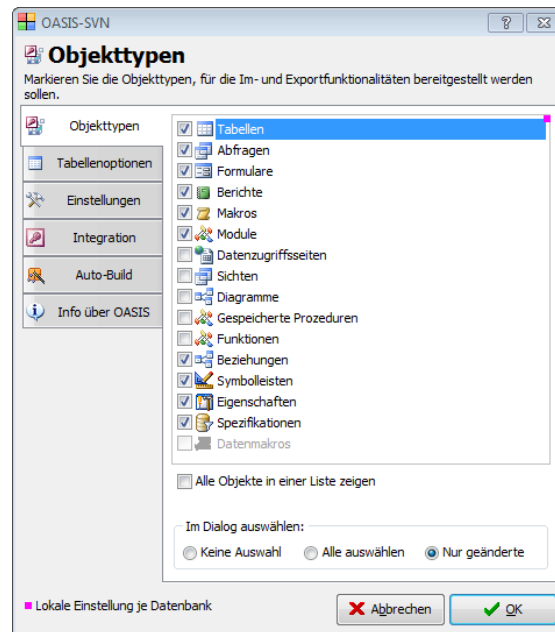 OASIS-SVN
Objekttypen
Markieren Sie die Objekttypen, für die Im- und Exportfunktionalitäten bereitgestellt werden
sollen.
Objekttypen
Tabellenoptionen
Einstellungen
Integration
Auto-Build
Info über OASIS
Tabellen
Abfragen
Formulare
Berichte
Makros
Module
Datenzugriffsseiten
Sichten
Diagramme
Gespeicherte Prozeduren
Funktionen
Beziehungen
Symbolleisten
Eigenschaften
Spezifikationen
Datenmakros
Alle Objekte in einer Liste zeigen
Im Dialog auswählen:
Keine Auswahl Alle auswählen Nur geänderte
Lokale Einstellung je Datenbank
Abbrechen OK